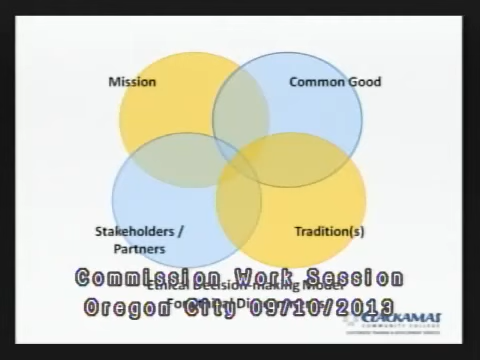 Mission
Common Good
Stakeholders /
Partners
Tradition(s)
Ethical Decision-making Model
Commission Work Session
Oregon City 09/10/2013
CLACKAMAS
COMMUNITY COLLEGE